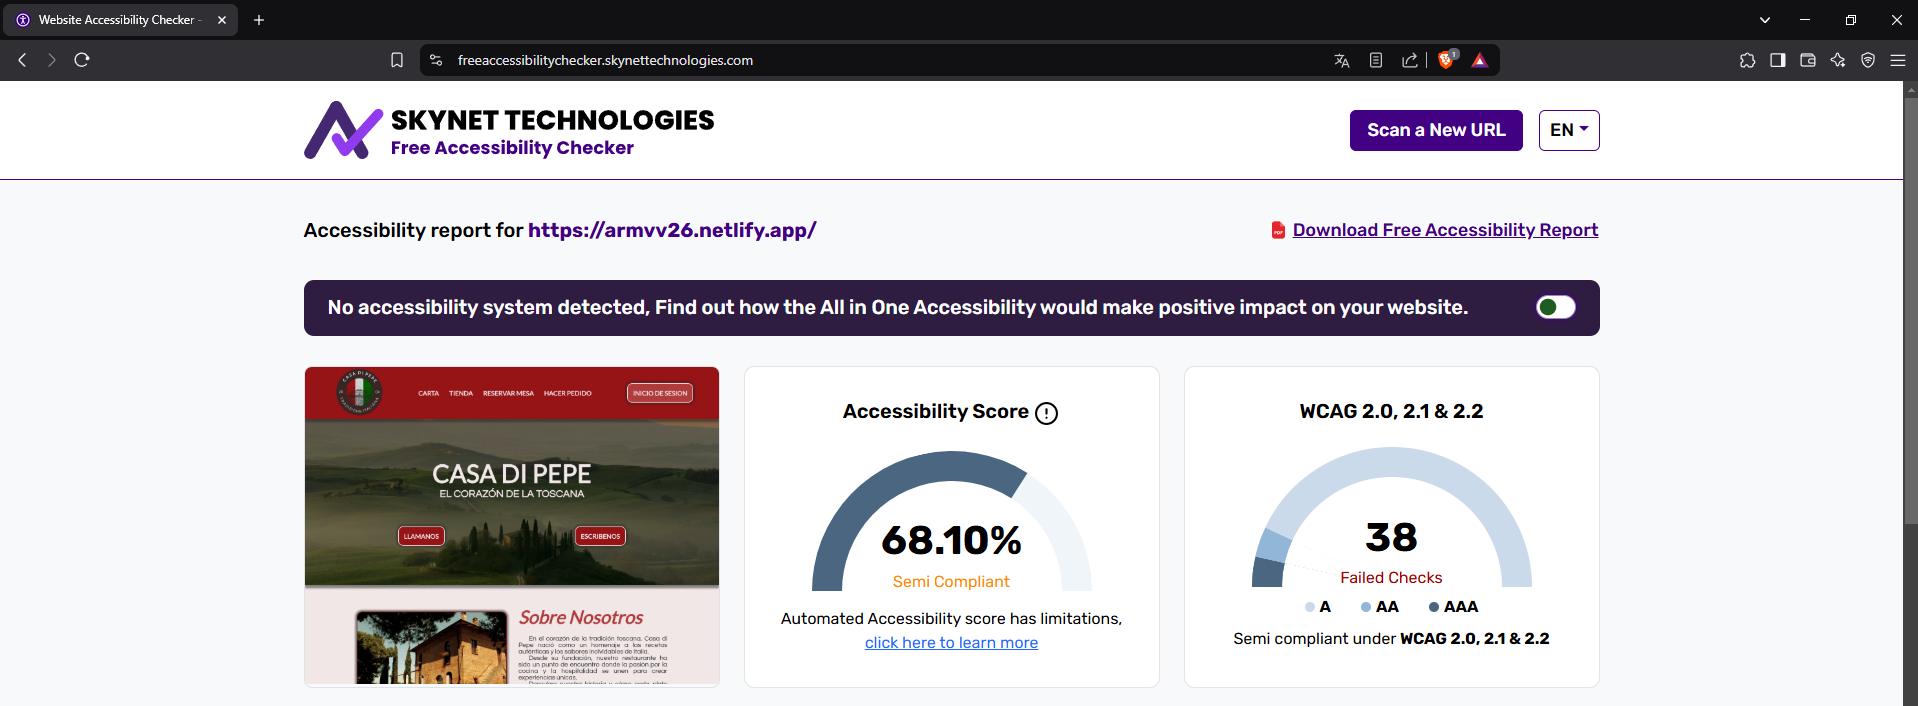 Website Accessibility Checker -
freeaccessibilitychecker.skynettechnologies.com
1
SKYNET TECHNOLOGIES
Free Accessibility Checker
Scan a New URL
EN
Accessibility report for https://armvv26.netlify.app/
Download Free Accessibility Report
No accessibility system detected, Find out how the All in One Accessibility would make positive impact on your website.
CASA DI PEPE
CARTA
TIENDA
RESERVAR MESA
HACER PEDIDO
INICIO DE SESION
CASA DI PEPE
EL CORAZÓN DE LA TOSCANA
LLAMANOS
ESCRIBENOS
Sobre Nosotros
En el corazón de la tradición toscana, Casa di
Pepe nació como un homenaje a las recetas
auténticas y los sabores inolvidables de Italia.
Desde su fundación, nuestro restaurante ha
sido un punto de encuentro donde la pasión por la
cocina y la hospitalidad se unen para crear
experiencias únicas.
Accessibility Score
68.10%
Semi Compliant
Automated Accessibility score has limitations,
click here to learn more
WCAG 2.0, 2.1 & 2.2
38
Failed Checks
A
AA
AAA
Semi compliant under WCAG 2.0, 2.1 & 2.2